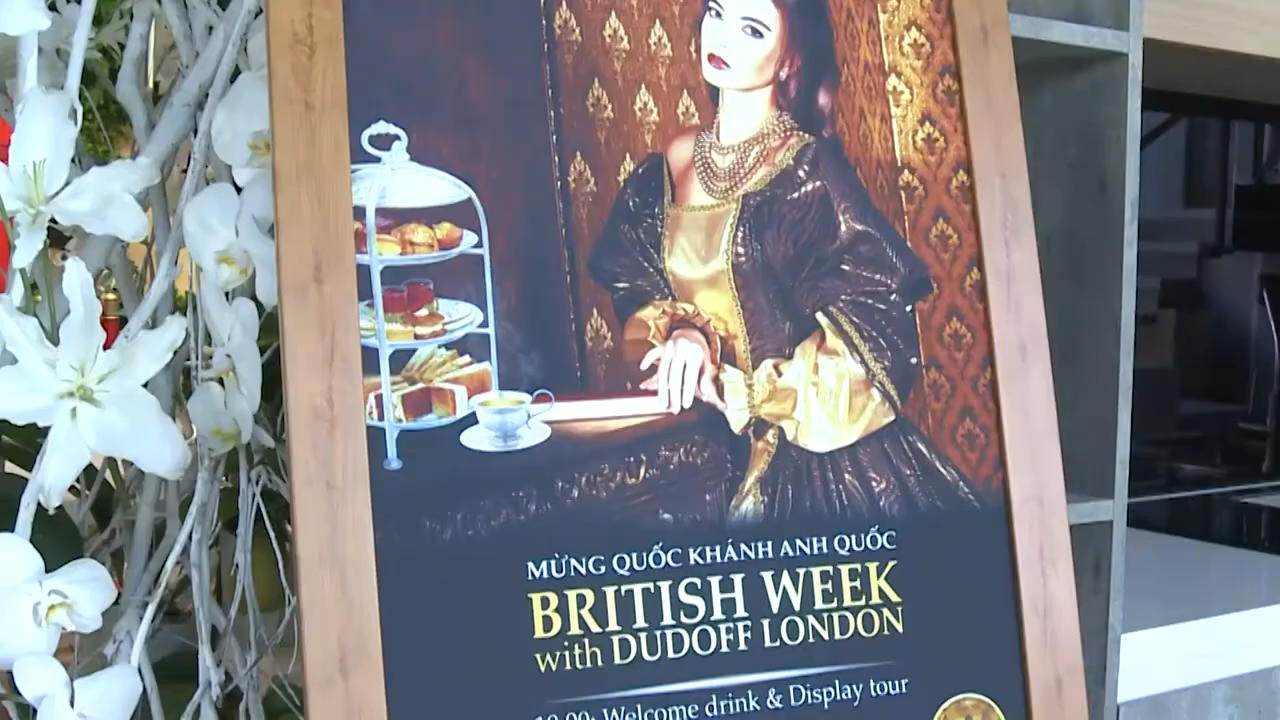 MỪNG QUỐC KHÁNH ANH QUỐC
BRITISH WEEK
with DUDOFF LONDON
Welcome drink & Display tour